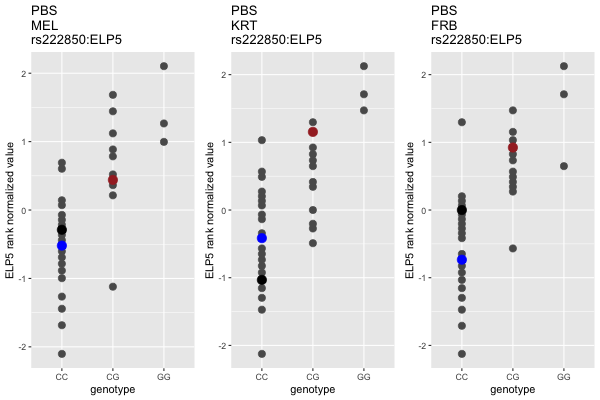 PBS
MEL
rs222850:ELP5
PBS
KRT
rs222850:ELP5
PBS
FRB
rs222850:ELP5
ELP5 rank normalized value
2
1
0
-1
-2
CC CG GG
genotype
ELP5 rank normalized value
2
1
0
-1
-2
CC CG GG
genotype
ELP5 rank normalized value
2
1
0
-1
-2
CC CG GG
genotype